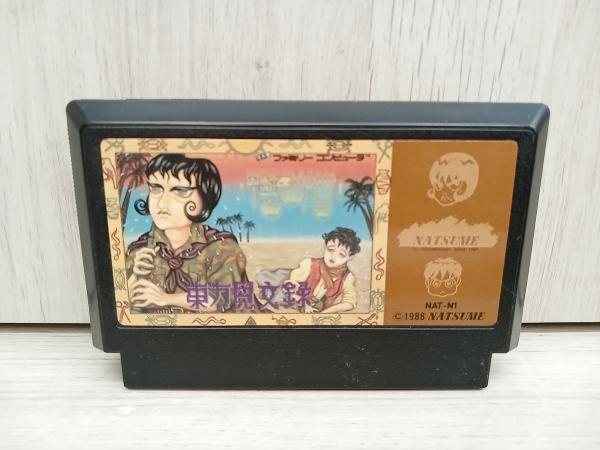 ファミリー コンピュータ
東方見文録
NATSUME
NAT-N1
©1988 NATSUME